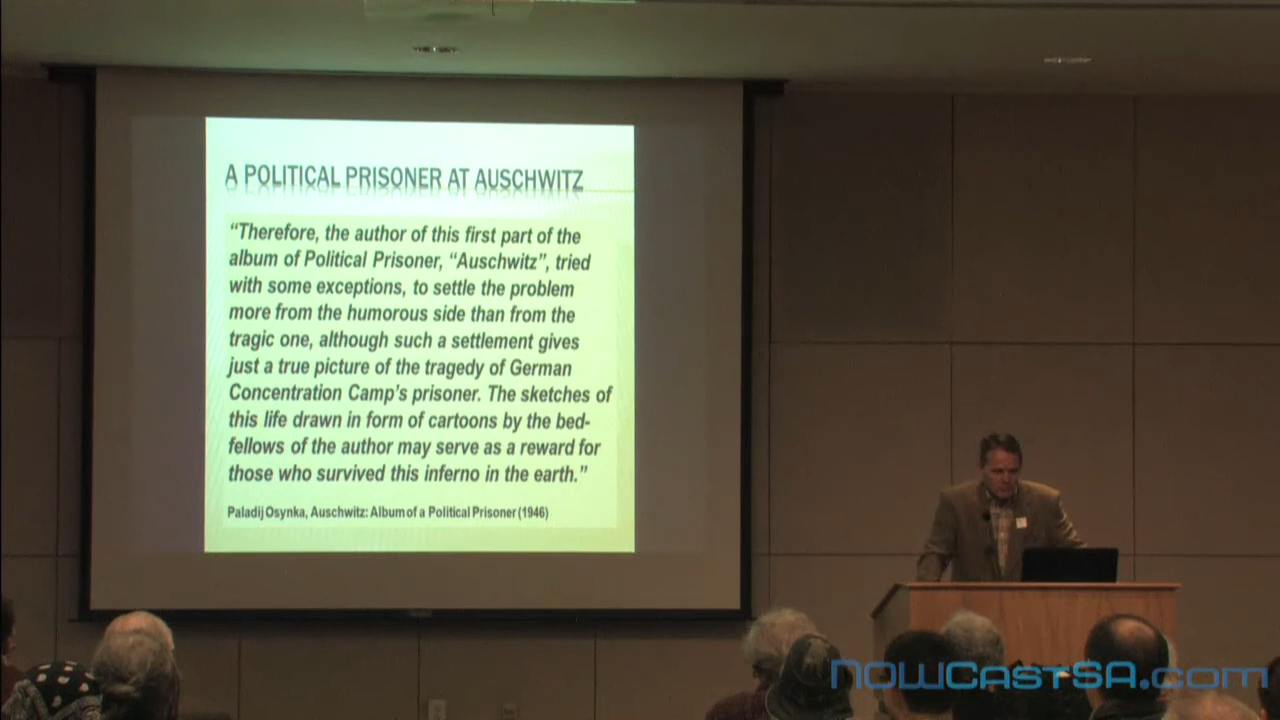 A POLITICAL PRISONER AT AUSCHWITZ
“Therefore, the author of this first part of the
album of Political Prisoner, “Auschwitz”, tried
with some exceptions, to settle the problem
more from the humorous side than from the
tragic one, although such a settlement gives
just a true picture of the tragedy of German
Concentration Camp’s prisoner. The sketches of
this life drawn in form of cartoons by the bed-
fellows of the author may serve as a reward for
those who survived this inferno in the earth.”
Paladij Osynka, Auschwitz: Album of a Political Prisoner (1946)
NOWCastSA.com